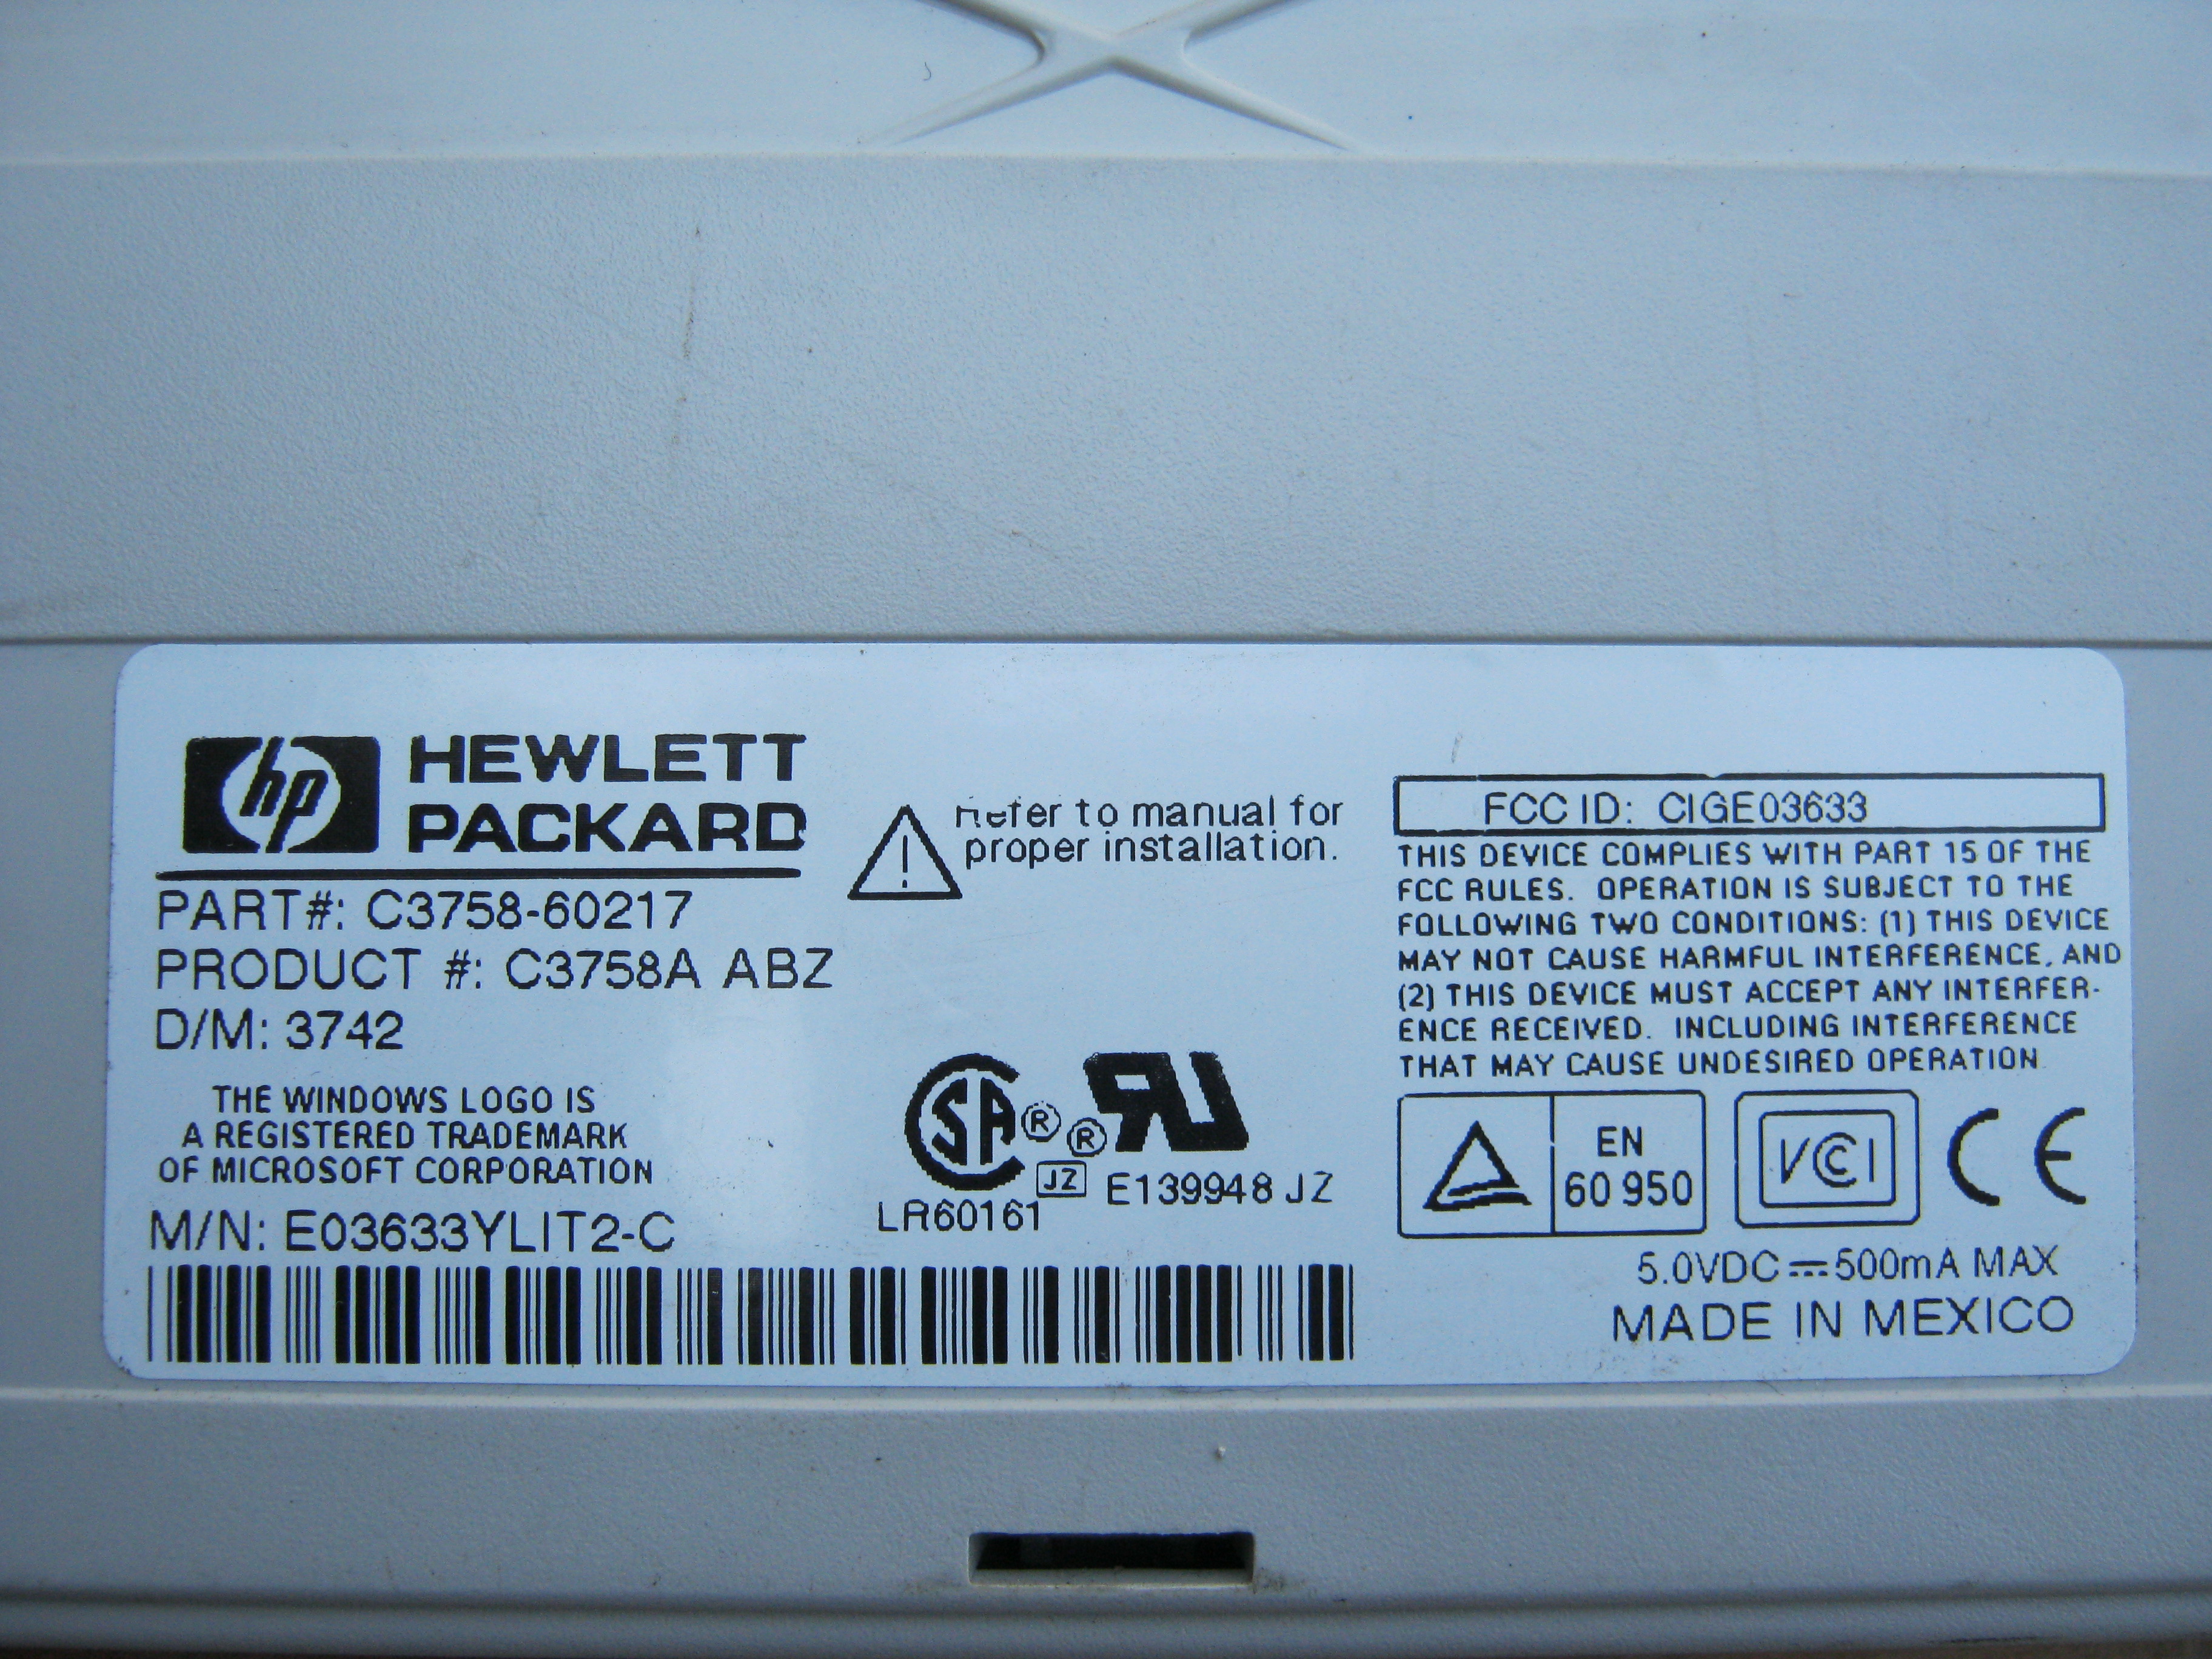 hp HEWLETT
PACKARD
PART#: C3758-60217
PRODUCT #: C3758A ABZ
D/M: 3742
THE WINDOWS LOGO IS
A REGISTERED TRADEMARK
OF MICROSOFT CORPORATION
M/N: E03633YLIT2-C
Refer to manual for
proper installation.
SA ®
LR60161
JZ
® RU
E139948 JZ
FCC ID: CIGE03633
THIS DEVICE COMPLIES WITH PART 15 OF THE
FCC RULES. OPERATION IS SUBJECT TO THE
FOLLOWING TWO CONDITIONS: (1) THIS DEVICE
MAY NOT CAUSE HARMFUL INTERFERENCE, AND
(2) THIS DEVICE MUST ACCEPT ANY INTERFER-
ENCE RECEIVED. INCLUDING INTERFERENCE
THAT MAY CAUSE UNDESIRED OPERATION
EN
60 950
VCCI
CE
5.0VDC ⎓ 500mA MAX
MADE IN MEXICO